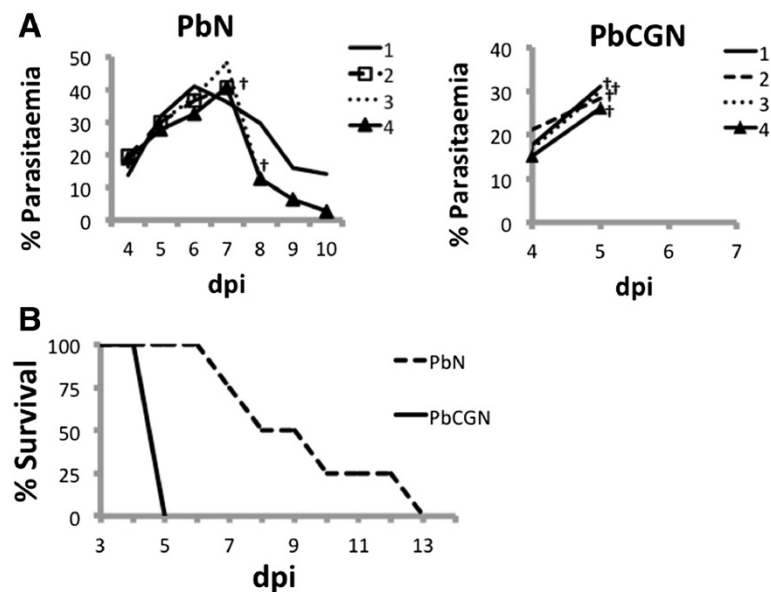 A
PbN
50
40
30
20
10
0
% Parasitaemia
4 5 6 7 8 9 10
dpi
1
2
3
4
†
†
PbCGN
40
30
20
10
0
% Parasitaemia
4 5 6 7
dpi
1
2
3
4
†
†
†
†
B
100
75
50
25
0
% Survival
3 5 7 9 11 13
dpi
PbN
PbCGN